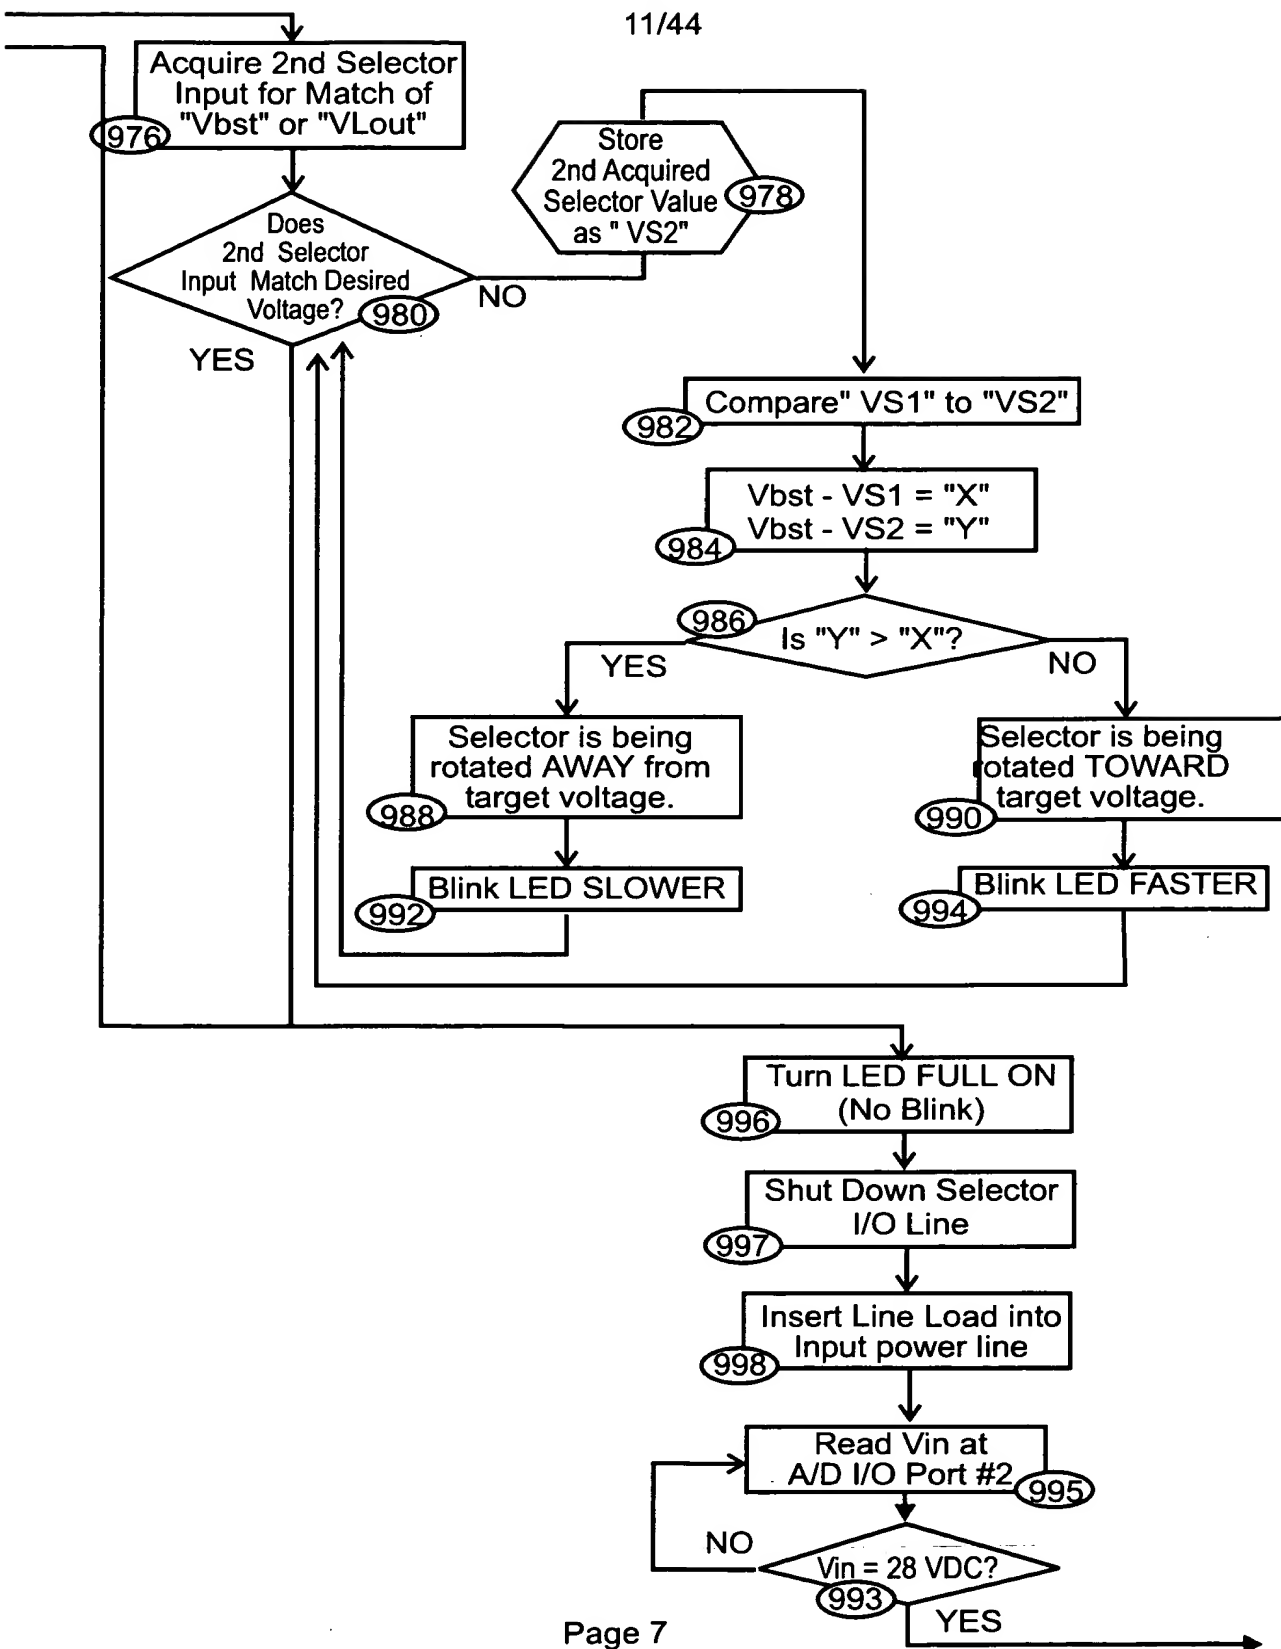 11/44
Acquire 2nd Selector
Input for Match of
"Vbst" or "VLout"
976
Store
2nd Acquired
Selector Value
as " VS2"
978
Does
2nd Selector
Input Match Desired
Voltage?
980
NO
YES
Compare" VS1" to "VS2"
982
Vbst - VS1 = "X"
Vbst - VS2 = "Y"
984
986
Is "Y" > "X"?
YES
NO
Selector is being
rotated AWAY from
target voltage.
988
Selector is being
rotated TOWARD
target voltage.
990
Blink LED SLOWER
992
Blink LED FASTER
994
Turn LED FULL ON
(No Blink)
996
Shut Down Selector
I/O Line
997
Insert Line Load into
Input power line
998
Read Vin at
A/D I/O Port #2
995
NO
Vin = 28 VDC?
993
YES
Page 7